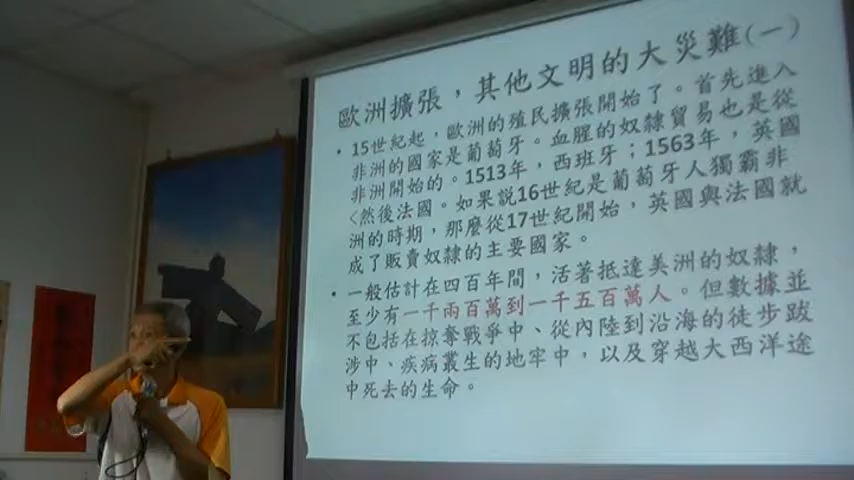 歐洲擴張，其他文明的大災難(一)
• 15世紀起，歐洲的殖民擴張開始了。首先進入
非洲的國家是葡萄牙。血腥的奴隸貿易也是從
非洲開始的。1513年，西班牙；1563年，英國
<然後法國。如果說16世紀是葡萄牙人獨霸非
洲的時期，那麼從17世紀開始，英國與法國就
成了販賣奴隸的主要國家。
• 一般估計在四百年間，活著抵達美洲的奴隸，
至少有一千兩百萬到一千五百萬人。但數據並
不包括在掠奪戰爭中、從內陸到沿海的徒步跋
涉中、疾病叢生的地牢中，以及穿越大西洋途
中死去的生命。